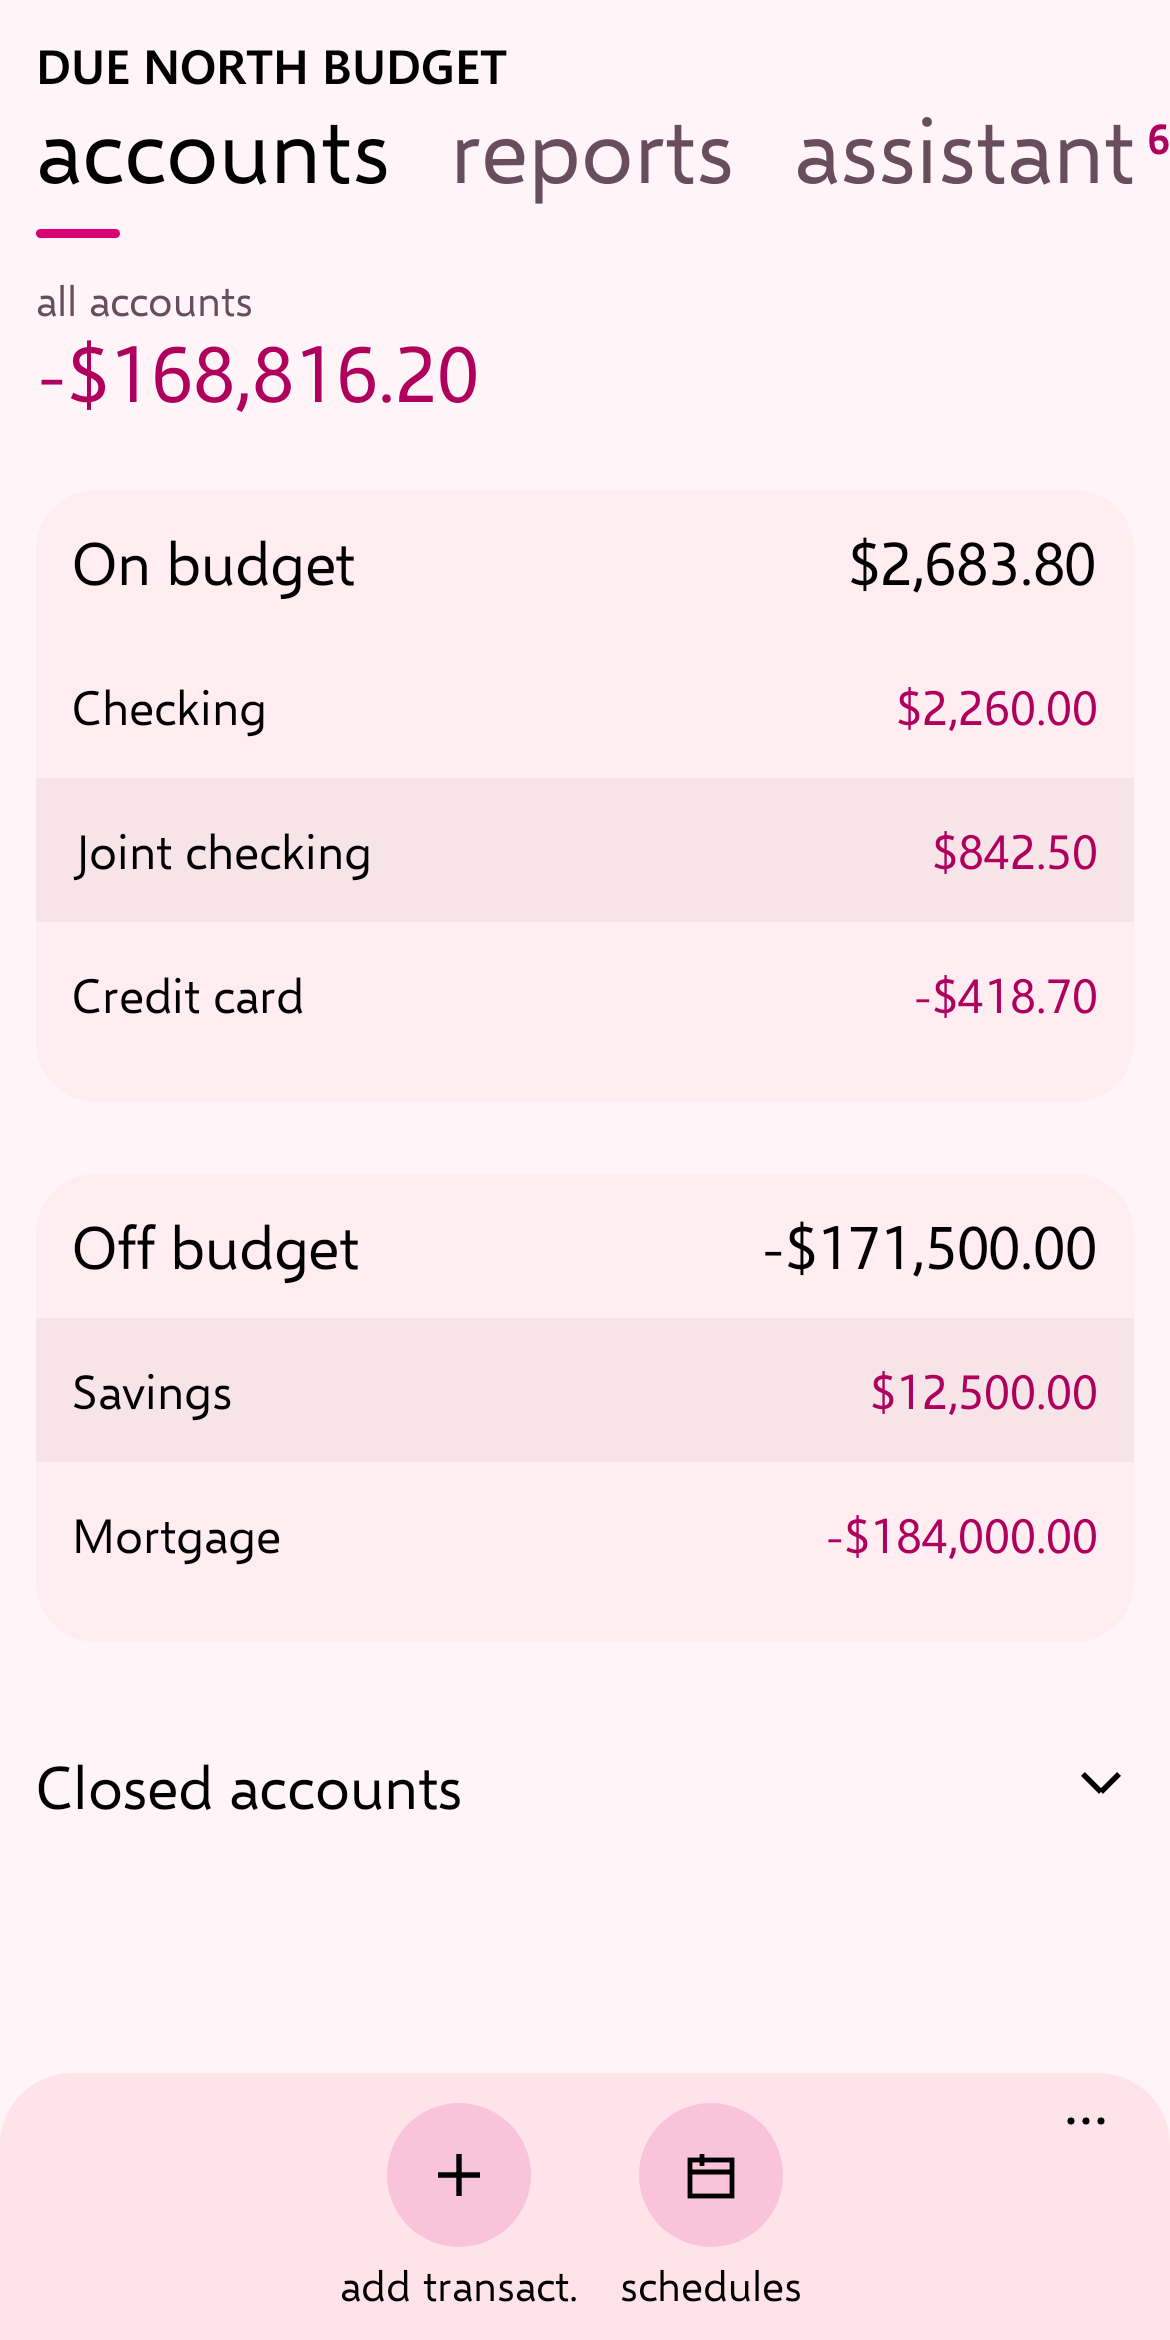 DUE NORTH BUDGET
accounts reports assistant 6
all accounts
-$168,816.20
On budget $2,683.80
Checking $2,260.00
Joint checking $842.50
Credit card -$418.70
Off budget -$171,500.00
Savings $12,500.00
Mortgage -$184,000.00
Closed accounts
add transact. schedules